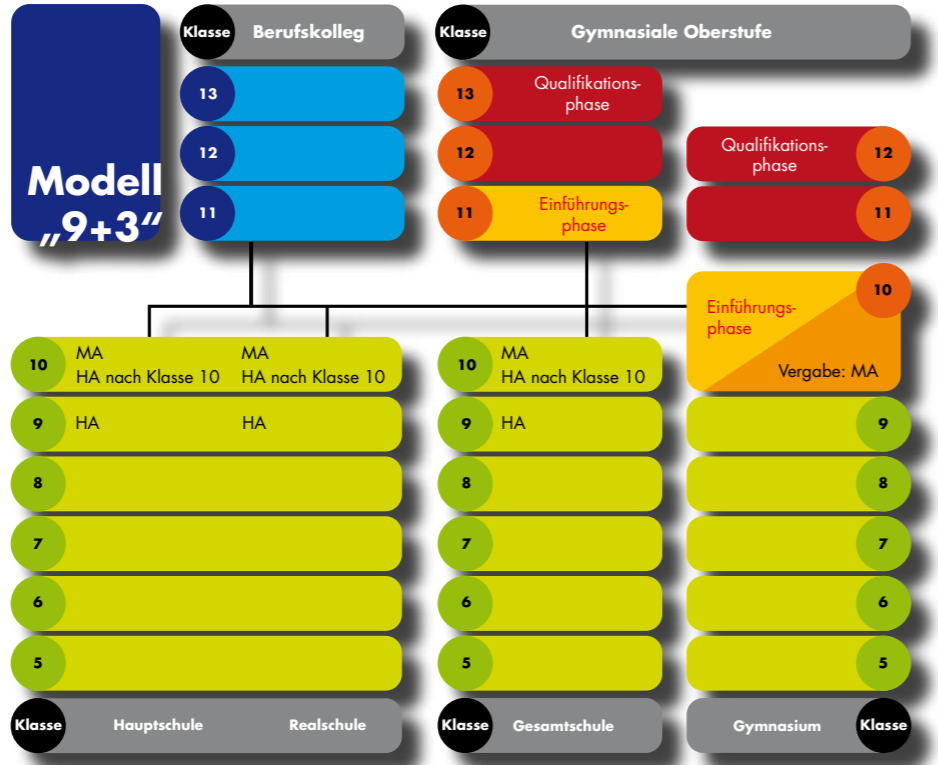 Modell
„9+3“
Klasse Berufskolleg
13
12
11
Klasse Gymnasiale Oberstufe
13 Qualifikations-
phase
12
11 Einführungs-
phase
Qualifikations-
phase 12
11
10
Einführungs-
phase
Vergabe: MA
10 MA MA
HA nach Klasse 10 HA nach Klasse 10
9 HA HA
8
7
6
5
Klasse Hauptschule Realschule
10 MA
HA nach Klasse 10
9 HA
8
7
6
5
Klasse Gesamtschule
9
8
7
6
5
Gymnasium Klasse